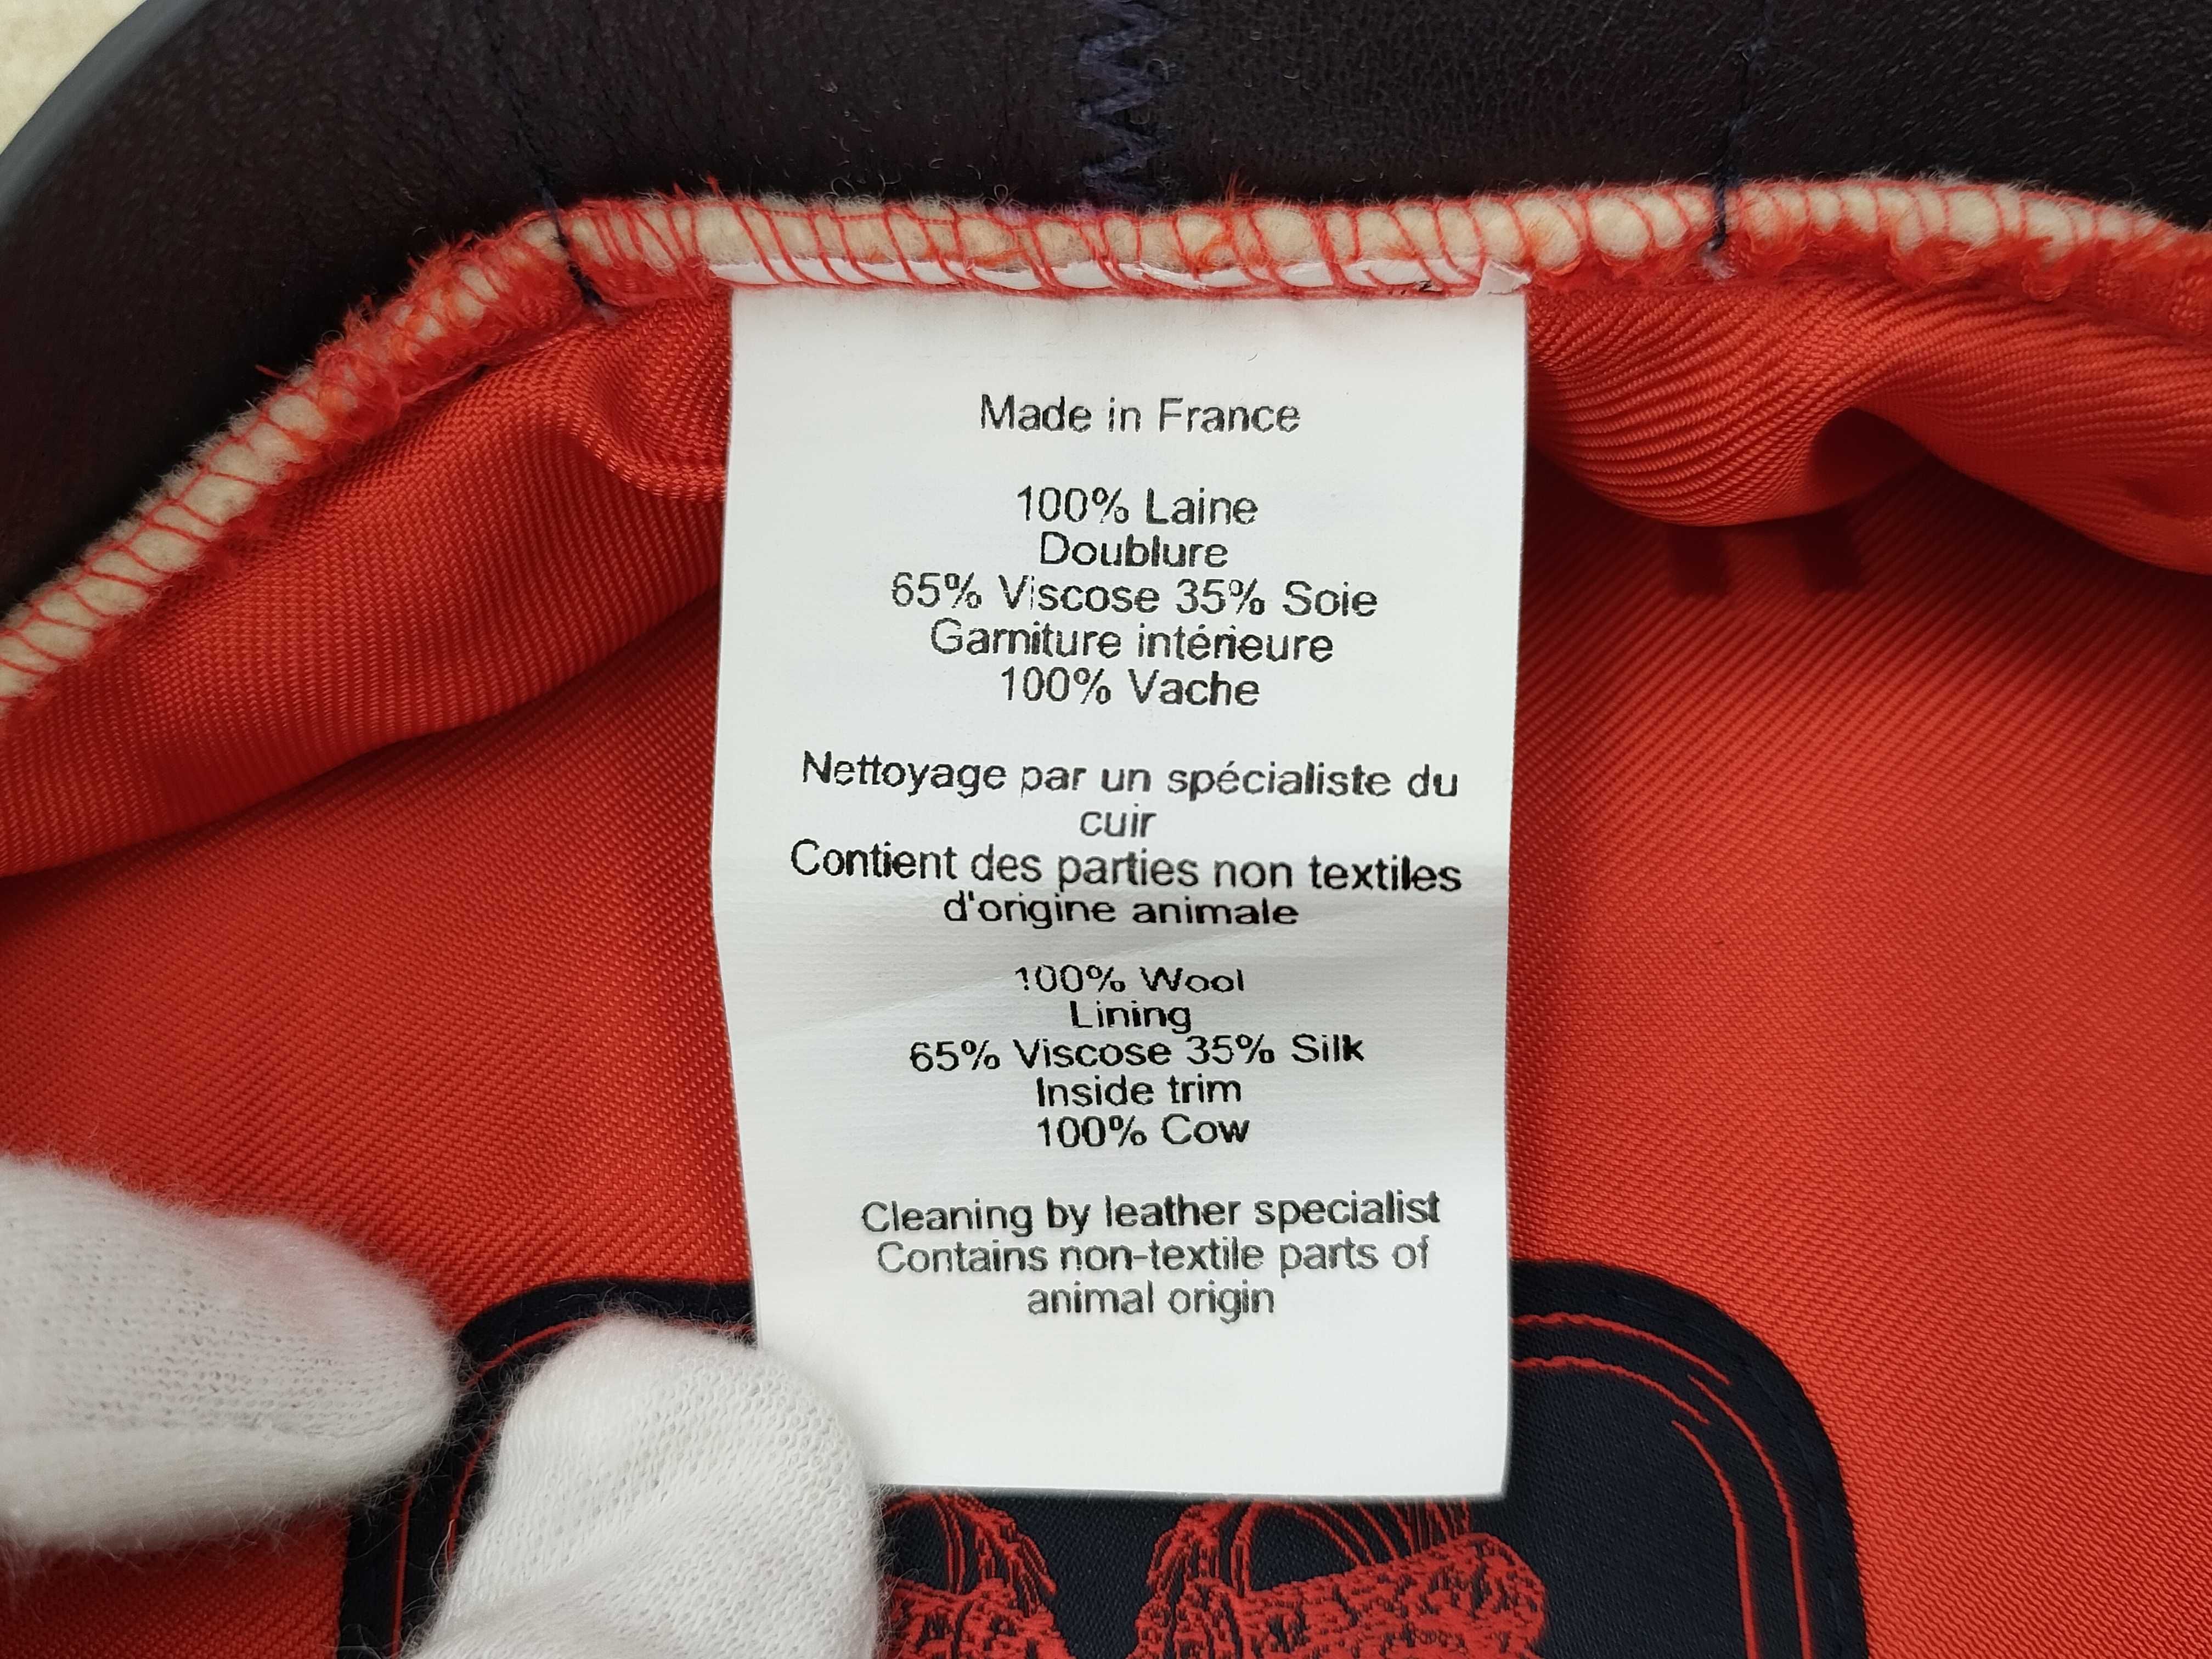 Made in France
100% Laine
Doublure
65% Viscose 35% Soie
Garniture intérieure
100% Vache
Nettoyage par un spécialiste du
cuir
Contient des parties non textiles
d'origine animale
100% Wool
Lining
65% Viscose 35% Silk
Inside trim
100% Cow
Cleaning by leather specialist
Contains non-textile parts of
animal origin